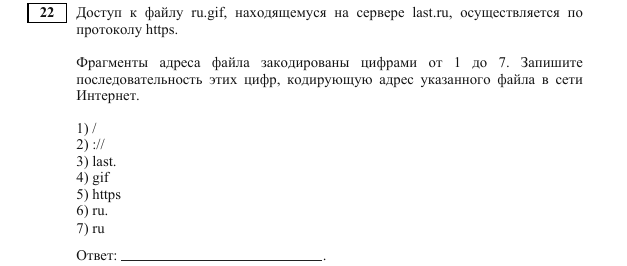 22 Доступ к файлу ru.gif, находящемуся на сервере last.ru, осуществляется по
протоколу https.
Фрагменты адреса файла закодированы цифрами от 1 до 7. Запишите
последовательность этих цифр, кодирующую адрес указанного файла в сети
Интернет.
1) /
2) ://
3) last.
4) gif
5) https
6) ru.
7) ru
Ответ: ___________________________.